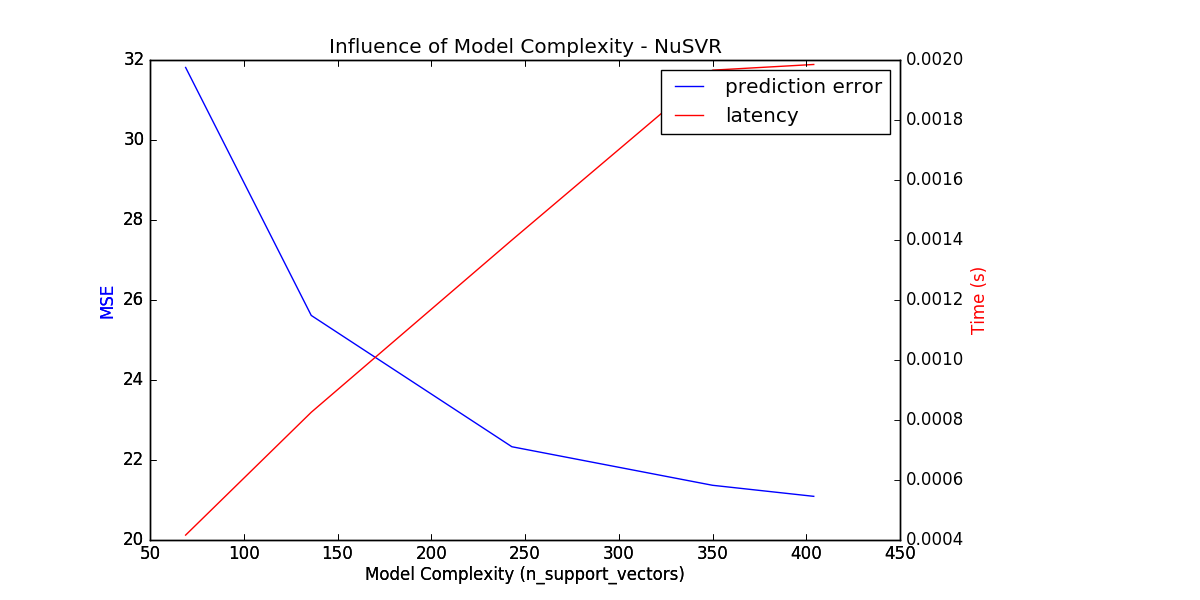 Influence of Model Complexity - NuSVR
prediction error
latency
32
30
28
26
24
22
20
MSE
0.0020
0.0018
0.0016
0.0014
0.0012
0.0010
0.0008
0.0006
0.0004
Time (s)
50 100 150 200 250 300 350 400 450
Model Complexity (n_support_vectors)